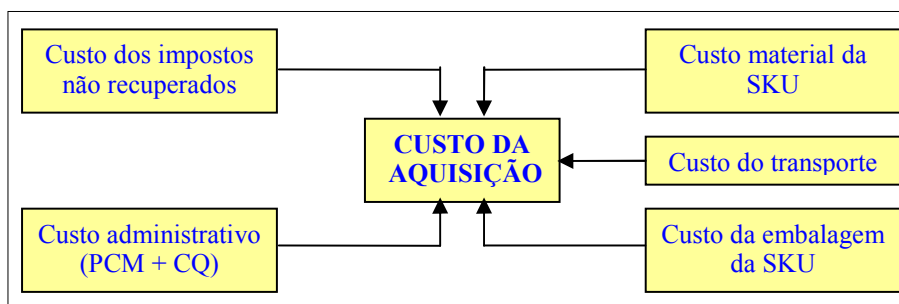 Custo dos impostos
não recuperados
Custo material da
SKU
CUSTO DA
AQUISIÇÃO
Custo do transporte
Custo administrativo
(PCM + CQ)
Custo da embalagem
da SKU